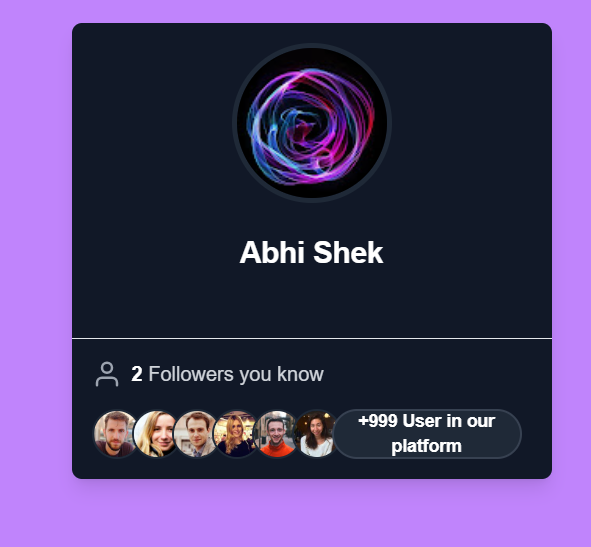 Abhi Shek
2 Followers you know
+999 User in our
platform